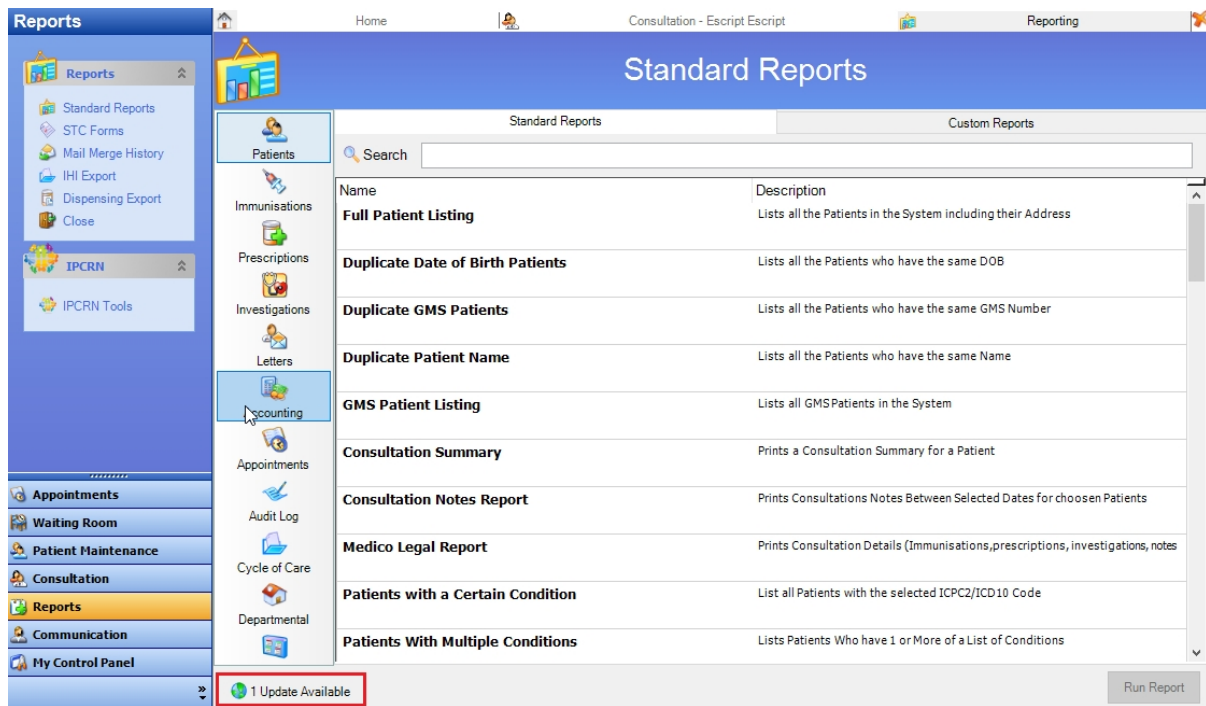 Reports
Home
Consultation - Escript Escript
Reporting
Reports
Standard Reports
STC Forms
Mail Merge History
IHI Export
Dispensing Export
Close
IPCRN
IPCRN Tools
Appointments
Waiting Room
Patient Maintenance
Consultation
Reports
Communication
My Control Panel
»
Standard Reports
Patients
Immunisations
Prescriptions
Investigations
Letters
Accounting
Appointments
Audit Log
Cycle of Care
Departmental
Standard Reports Custom Reports
Search
Name Description
Full Patient Listing Lists all the Patients in the System including their Address
Duplicate Date of Birth Patients Lists all the Patients who have the same DOB
Duplicate GMS Patients Lists all the Patients who have the same GMS Number
Duplicate Patient Name Lists all the Patients who have the same Name
GMS Patient Listing Lists all GMS Patients in the System
Consultation Summary Prints a Consultation Summary for a Patient
Consultation Notes Report Prints Consultations Notes Between Selected Dates for choosen Patients
Medico Legal Report Prints Consultation Details (Immunisations,prescriptions, investigations, notes
Patients with a Certain Condition List all Patients with the selected ICPC2/ICD10 Code
Patients With Multiple Conditions Lists Patients Who have 1 or More of a List of Conditions
1 Update Available
Run Report